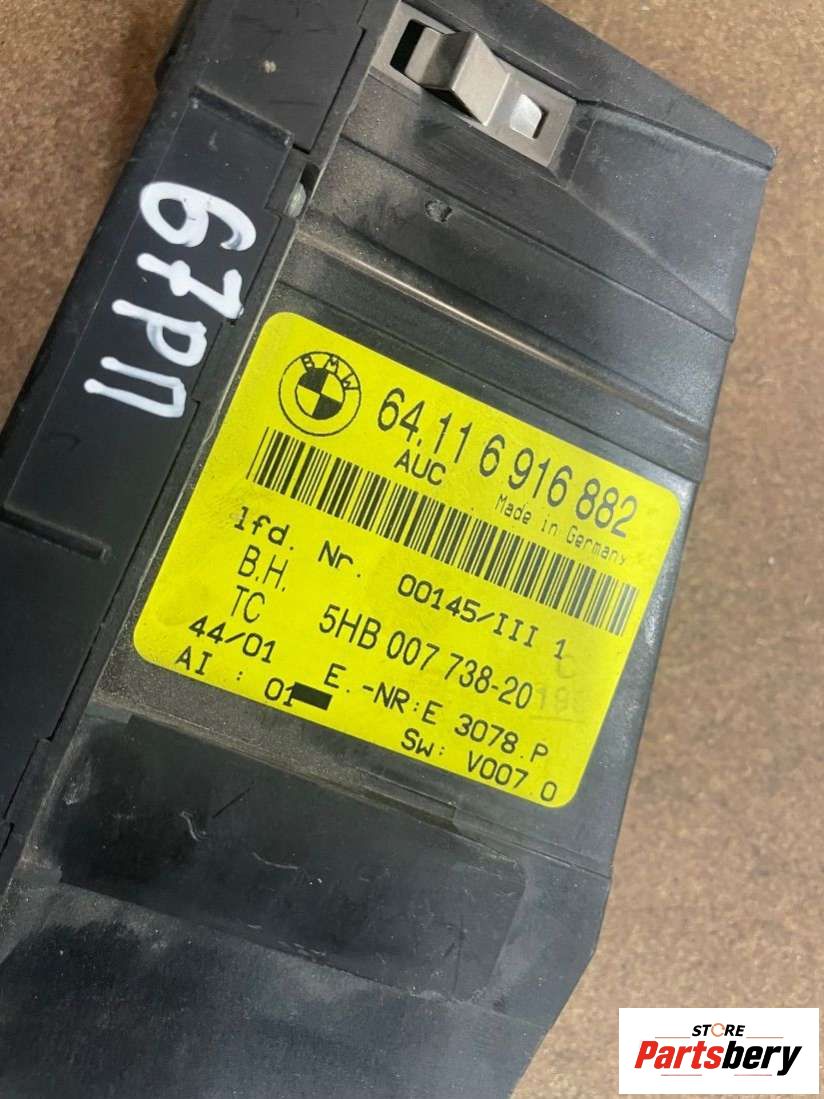 67РП
BMW
64.11 6 916 882
AUC
Made in Germany
lfd. Nr. 00145/III 1
B.H.
TC 5HB 007 738-20
44/01 E.-NR:E 3078.P
AI : 01
SW: V007.0
STORE
Partsbery